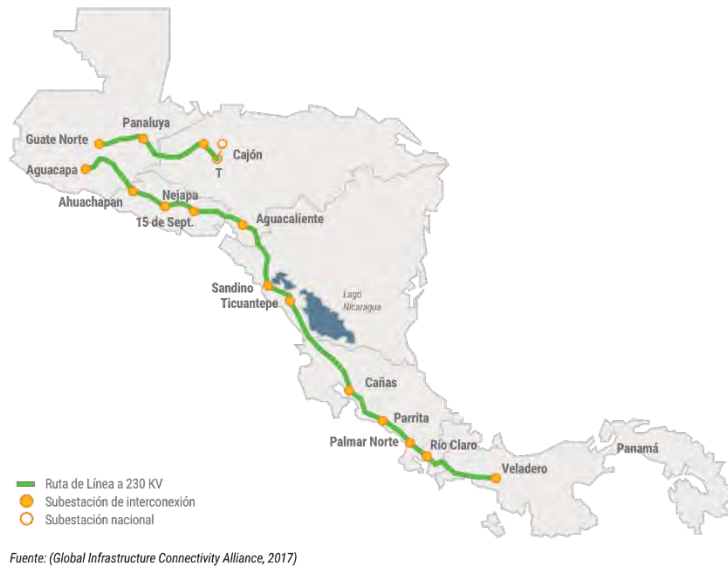 Panaluya
Guate Norte
Cajón
T
Aguacapa
Ahuachapan
Nejapa
15 de Sept.
Aguacaliente
Sandino
Ticuantepe
Lago
Nicaragua
Cañas
Parrita
Palmar Norte
Río Claro
Veladero
Panamá
Ruta de Línea a 230 KV
Subestación de interconexión
Subestación nacional
Fuente: (Global Infrastructure Connectivity Alliance, 2017)